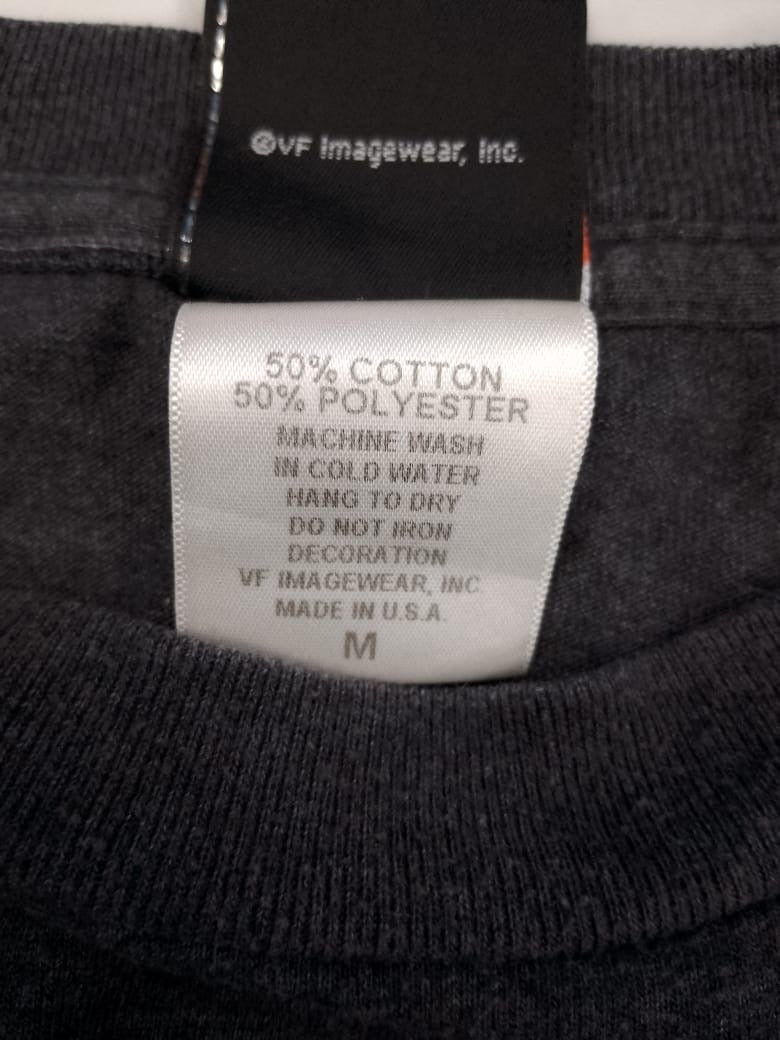 ©VF Imagewear, Inc.
50% COTTON
50% POLYESTER
MACHINE WASH
IN COLD WATER
HANG TO DRY
DO NOT IRON
DECORATION
VF IMAGEWEAR, INC.
MADE IN U.S.A.
M